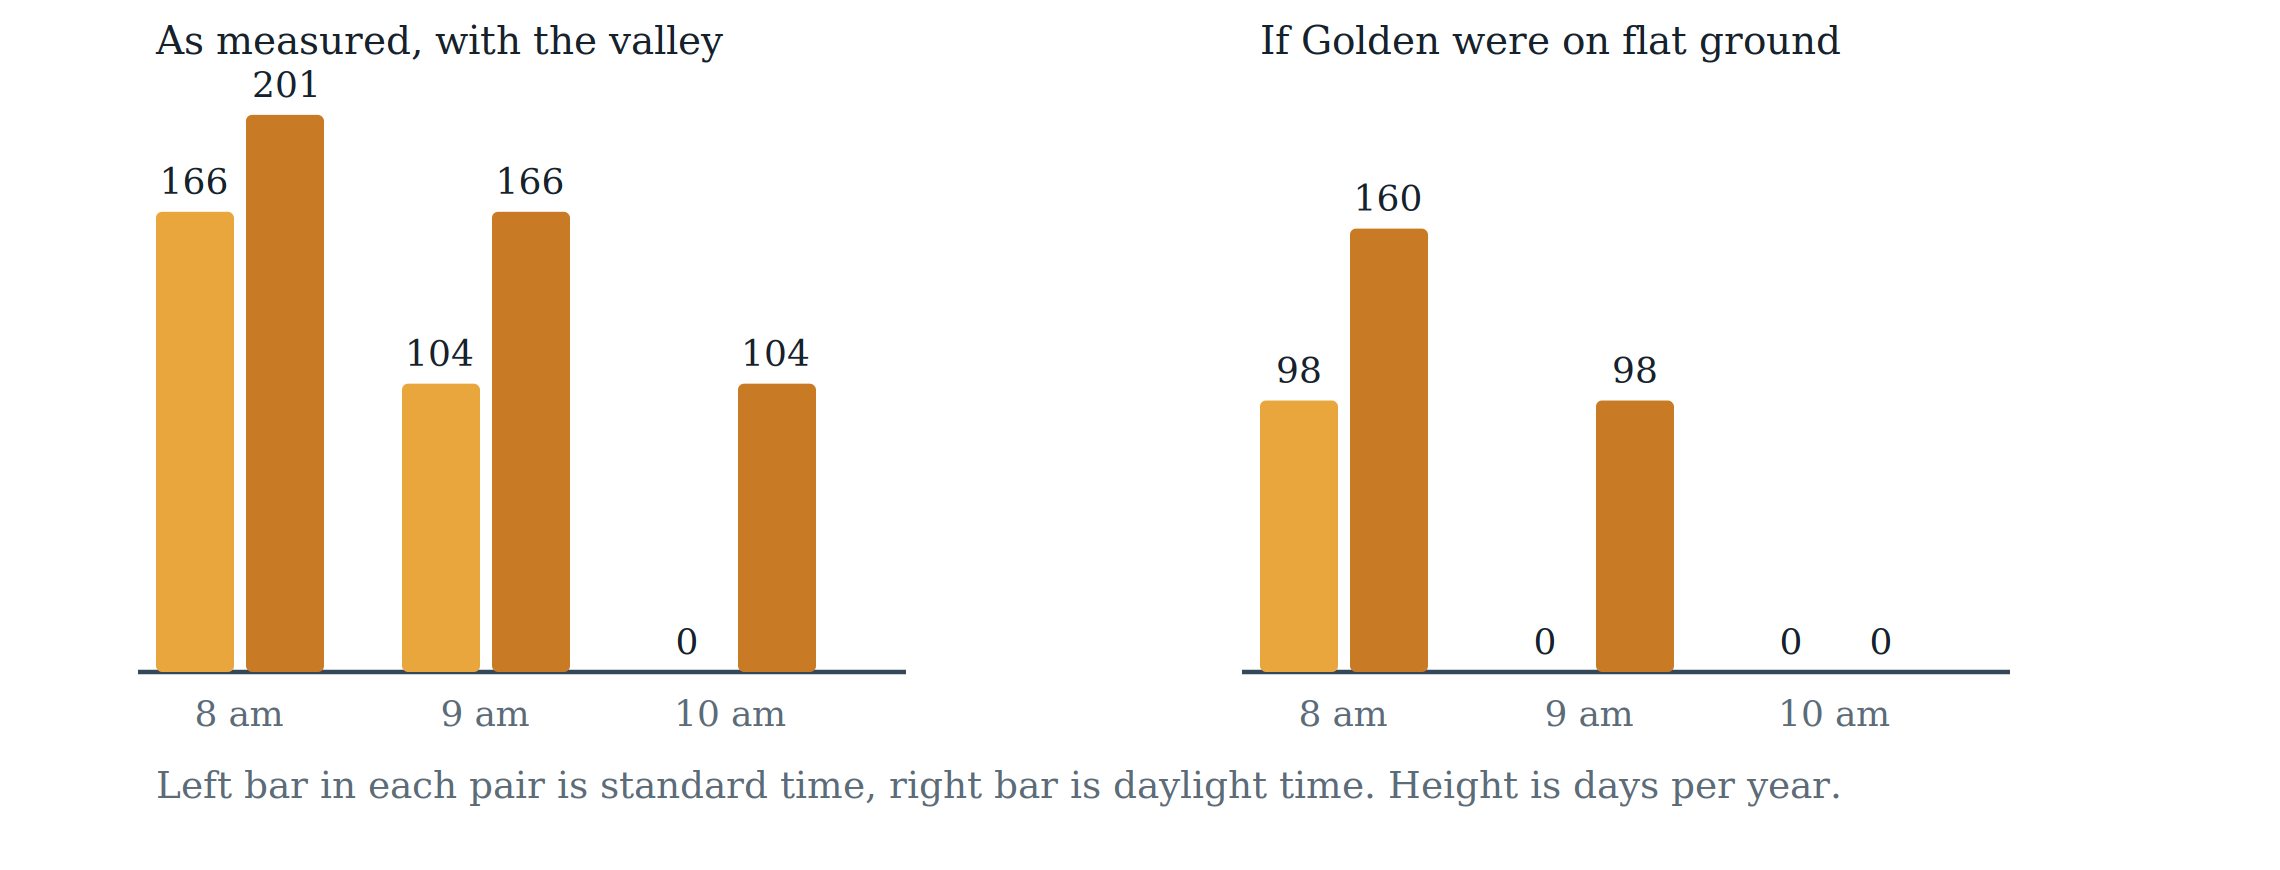 As measured, with the valley
201
166
166
104
104
0
8 am
9 am
10 am
If Golden were on flat ground
160
98
98
0
0
0
8 am
9 am
10 am
Left bar in each pair is standard time, right bar is daylight time. Height is days per year.